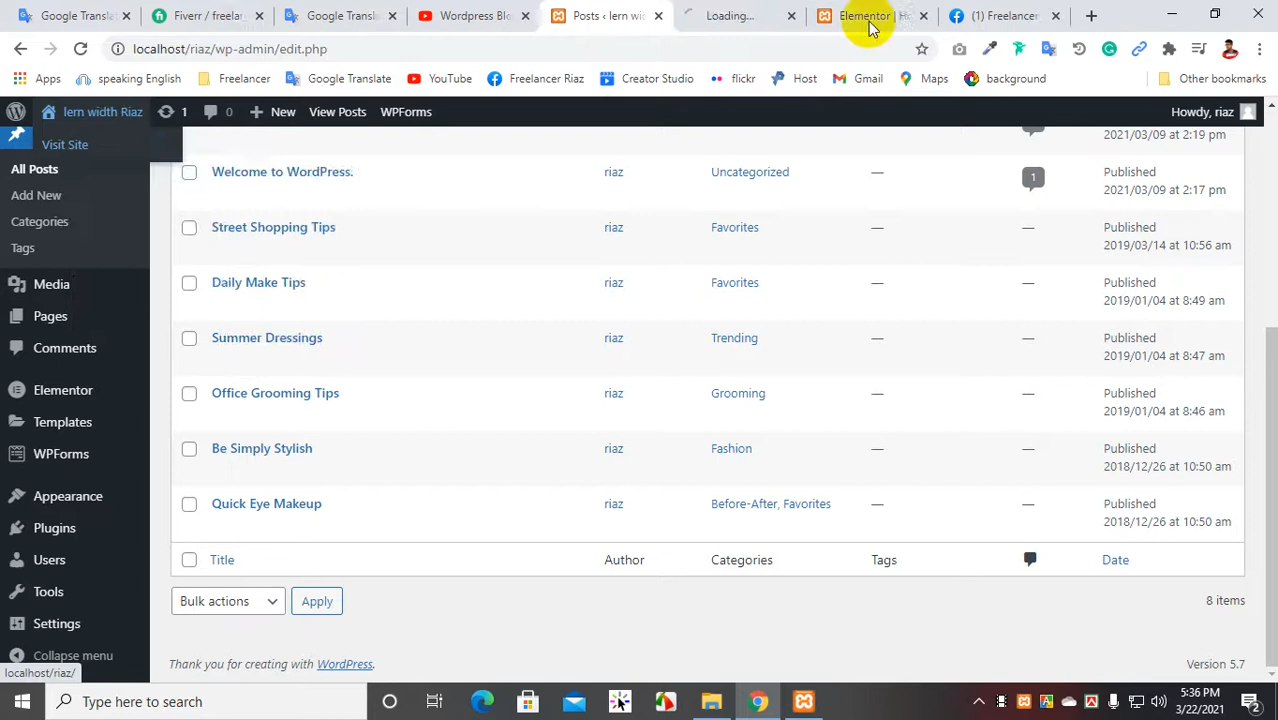 Google Transla
Fiverr / freelan
Google Transla
Wordpress Blu
Posts ‹ lern wi
Loading...
Elementor | Ho
(1) Freelancer
localhost/riaz/wp-admin/edit.php
Apps
speaking English
Freelancer
Google Translate
YouTube
Freelancer Riaz
Creator Studio
flickr
Host
Gmail
Maps
background
Other bookmarks
lern width Riaz
1
0
New
View Posts
WPForms
Howdy, riaz
Visit Site
All Posts
Add New
Categories
Tags
Media
Pages
Comments
Elementor
Templates
WPForms
Appearance
Plugins
Users
Tools
Settings
Collapse menu
localhost/riaz/
2021/03/09 at 2:19 pm
Welcome to WordPress.
riaz
Uncategorized
—
1
Published
2021/03/09 at 2:17 pm
Street Shopping Tips
riaz
Favorites
—
—
Published
2019/03/14 at 10:56 am
Daily Make Tips
riaz
Favorites
—
—
Published
2019/01/04 at 8:49 am
Summer Dressings
riaz
Trending
—
—
Published
2019/01/04 at 8:47 am
Office Grooming Tips
riaz
Grooming
—
—
Published
2019/01/04 at 8:46 am
Be Simply Stylish
riaz
Fashion
—
—
Published
2018/12/26 at 10:50 am
Quick Eye Makeup
riaz
Before-After, Favorites
—
—
Published
2018/12/26 at 10:50 am
Title
Author
Categories
Tags
Date
Bulk actions
Apply
8 items
Thank you for creating with WordPress.
Version 5.7
Type here to search
5:36 PM
3/22/2021
2